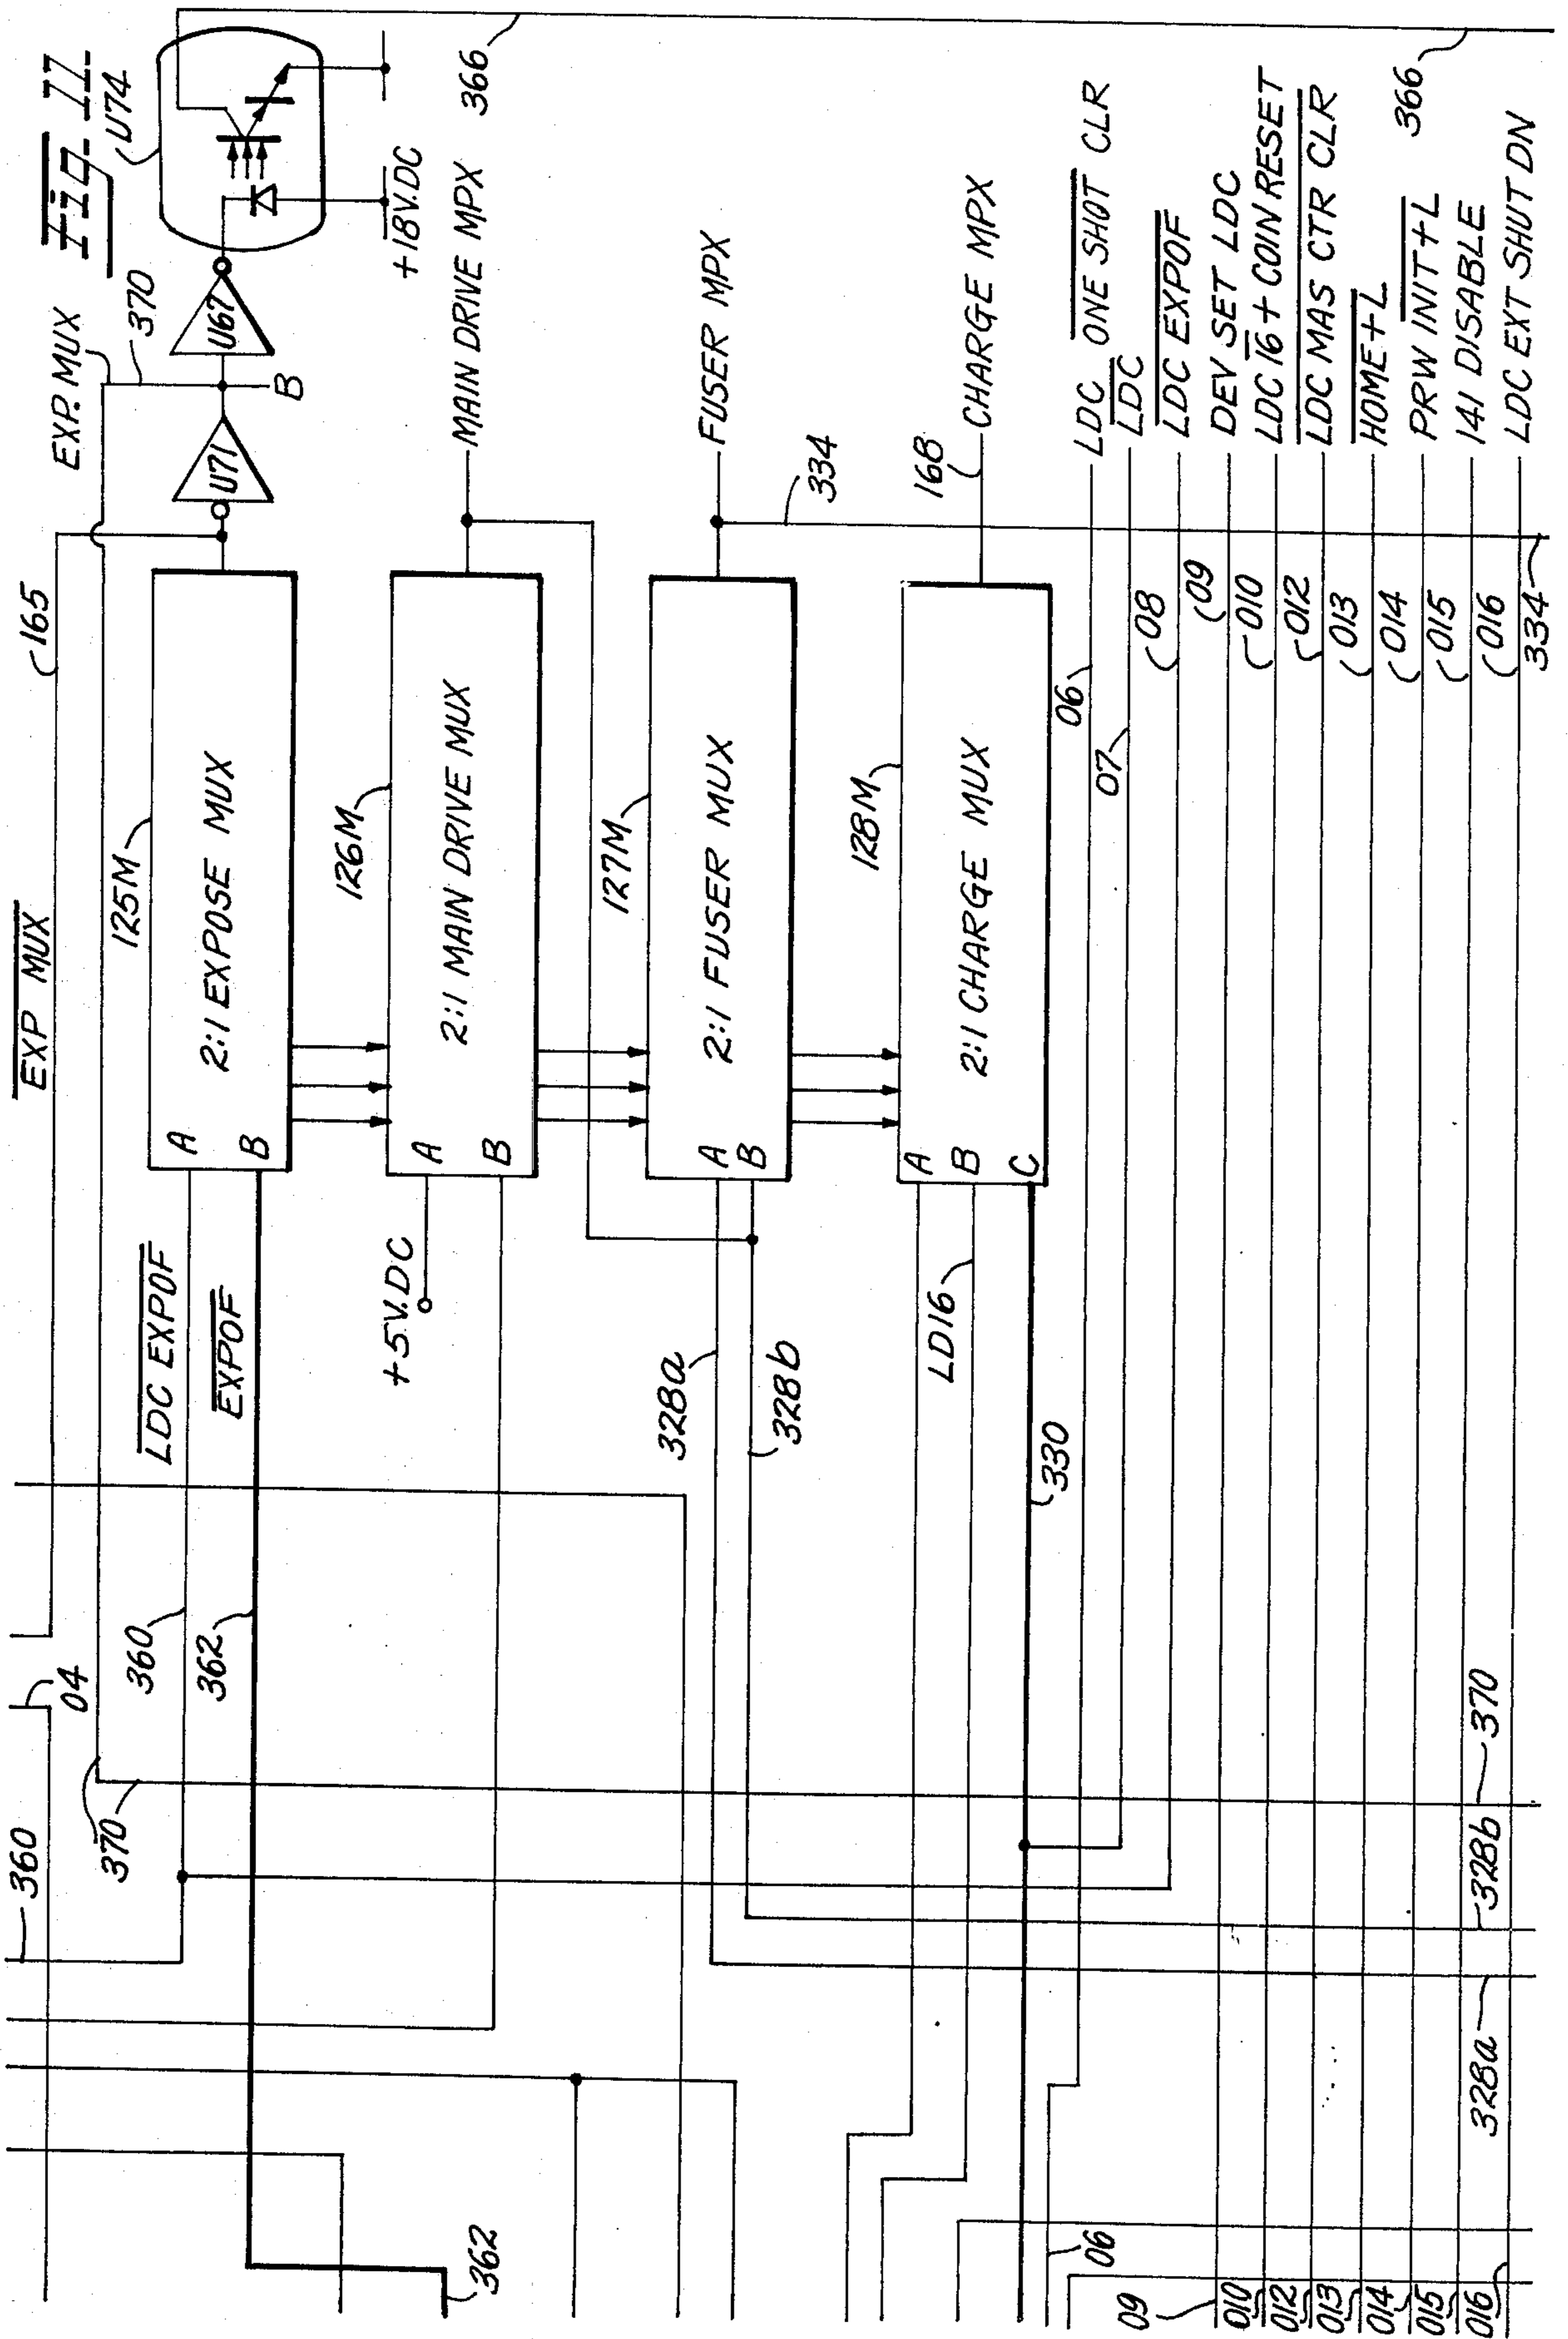 Fig. 11
EXP MUX
165
EXP. MUX
370
U74
366
125M
2:1 EXPOSE MUX
A
B
U71
B
U67
+18V.DC
LDC EXPOF
EXPOF
360
04
370
360
362
362
126M
2:1 MAIN DRIVE MUX
A
B
+5V.DC
MAIN DRIVE MPX
127M
2:1 FUSER MUX
A
B
328a
328b
FUSER MPX
334
128M
2:1 CHARGE MUX
A
B
C
LD16
330
168
CHARGE MPX
06
06
LDC ONE SHOT CLR
07
LDC
08
LDC EXPOF
09
09
DEV SET LDC
010
010
LDC 16 + COIN RESET
012
012
LDC MAS CTR CLR
013
013
HOME+L
014
014
PRW INIT+L
015
015
141 DISABLE
016
016
LDC EXT SHUT DN
366
334
370
328b
328a